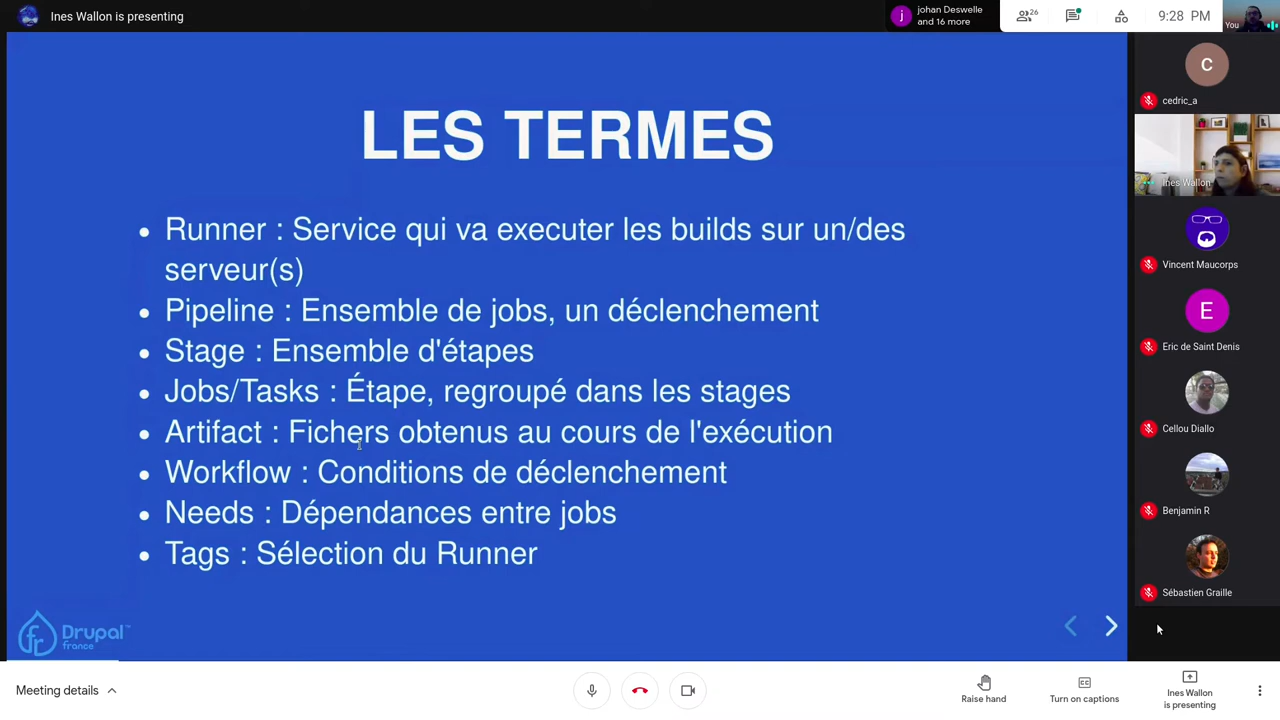 Ines Wallon is presenting
j
johan Deswelle
and 16 more
26
9:28 PM
You
LES TERMES
Runner : Service qui va executer les builds sur un/des
serveur(s)
Pipeline : Ensemble de jobs, un déclenchement
Stage : Ensemble d'étapes
Jobs/Tasks : Étape, regroupé dans les stages
Artifact : Fichers obtenus au cours de l'exécution
Workflow : Conditions de déclenchement
Needs : Dépendances entre jobs
Tags : Sélection du Runner
fr
Drupal™
france
C
cedric_a
Ines Wallon
Vincent Maucorps
E
Eric de Saint Denis
Cellou Diallo
Benjamin R
Sébastien Graille
Meeting details
Raise hand
CC
Turn on captions
Ines Wallon
is presenting